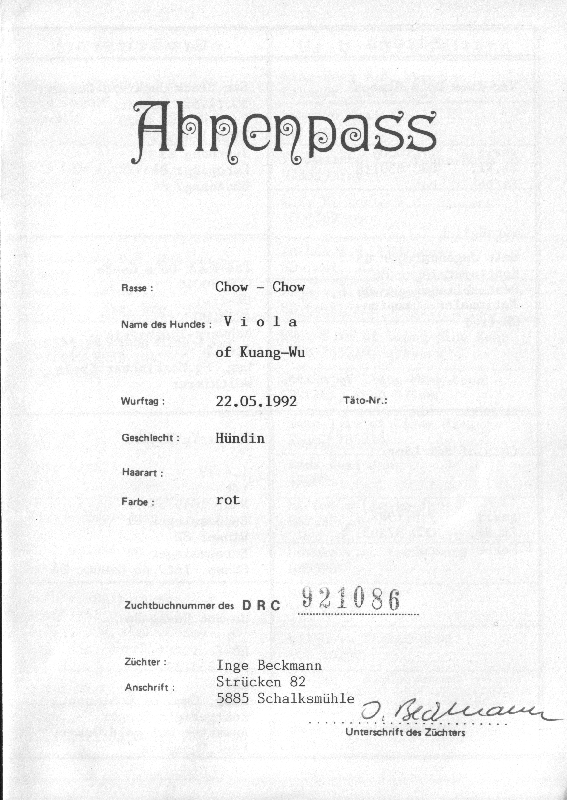 Ahnenpass
Rasse : Chow - Chow
Name des Hundes : V i o l a
of Kuang-Wu
Wurftag : 22.05.1992 Täto-Nr.:
Geschlecht : Hündin
Haarart :
Farbe : rot
Zuchtbuchnummer des D R C 921086
Züchter : Inge Beckmann
Anschrift : Strücken 82
5885 Schalksmühle
I. Beckmann
Unterschrift des Züchters